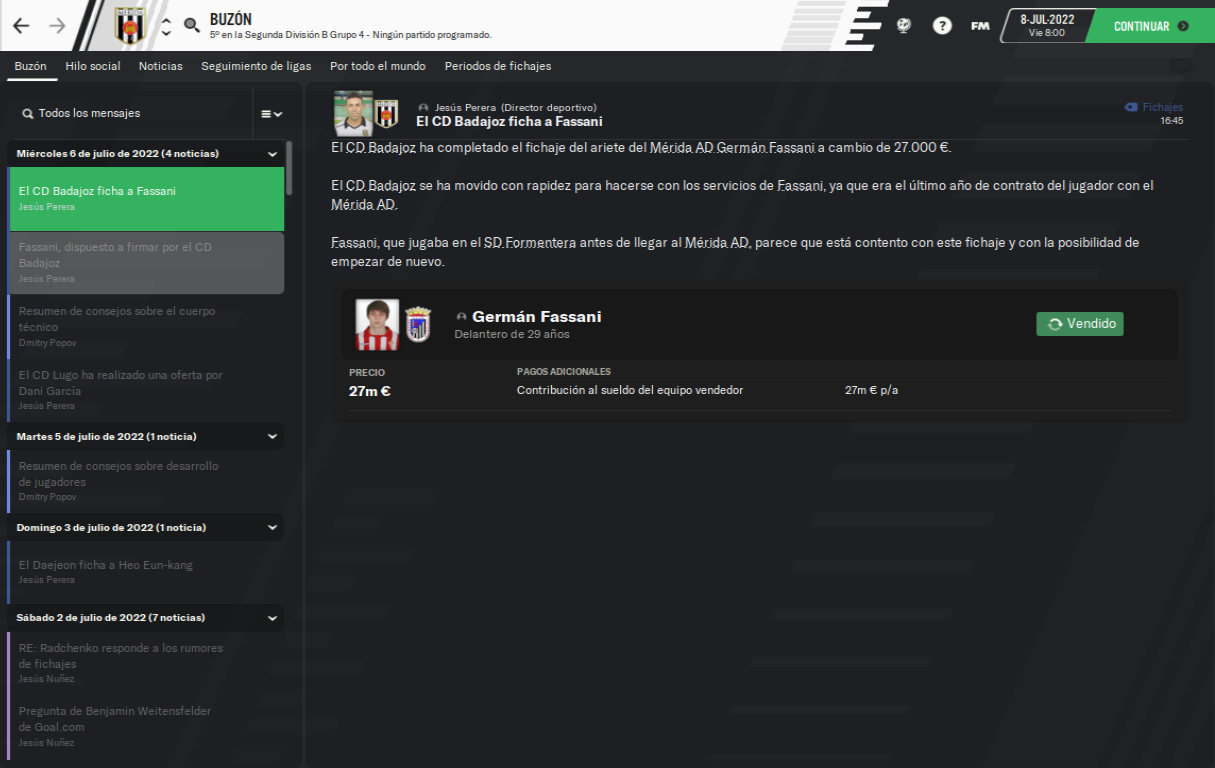 BUZÓN
5º en la Segunda División B Grupo 4 - Ningún partido programado.
?
FM
8-JUL-2022
Vie 8:00
CONTINUAR
Buzón
Hilo social
Noticias
Seguimiento de ligas
Por todo el mundo
Periodos de fichajes
Todos los mensajes
Miércoles 6 de julio de 2022 (4 noticias)
El CD Badajoz ficha a Fassani
Jesús Perera
Fassani, dispuesto a firmar por el CD
Badajoz
Jesús Perera
Resumen de consejos sobre el cuerpo
técnico
Dmitry Popov
El CD Lugo ha realizado una oferta por
Dani García
Jesús Perera
Martes 5 de julio de 2022 (1 noticia)
Resumen de consejos sobre desarrollo
de jugadores
Dmitry Popov
Domingo 3 de julio de 2022 (1 noticia)
El Daejeon ficha a Heo Eun-kang
Jesús Perera
Sábado 2 de julio de 2022 (7 noticias)
RE: Radchenko responde a los rumores
de fichajes
Jesús Nuñez
Pregunta de Benjamin Weitensfelder
de Goal.com
Jesús Nuñez
Jesús Perera (Director deportivo)
El CD Badajoz ficha a Fassani
Fichajes
16:45
El CD Badajoz ha completado el fichaje del ariete del Mérida AD Germán Fassani a cambio de 27.000 €.
El CD Badajoz se ha movido con rapidez para hacerse con los servicios de Fassani, ya que era el último año de contrato del jugador con el
Mérida AD.
Fassani, que jugaba en el SD Formentera antes de llegar al Mérida AD, parece que está contento con este fichaje y con la posibilidad de
empezar de nuevo.
Germán Fassani
Delantero de 29 años
Vendido
PRECIO
27m €
PAGOS ADICIONALES
Contribución al sueldo del equipo vendedor
27m € p/a